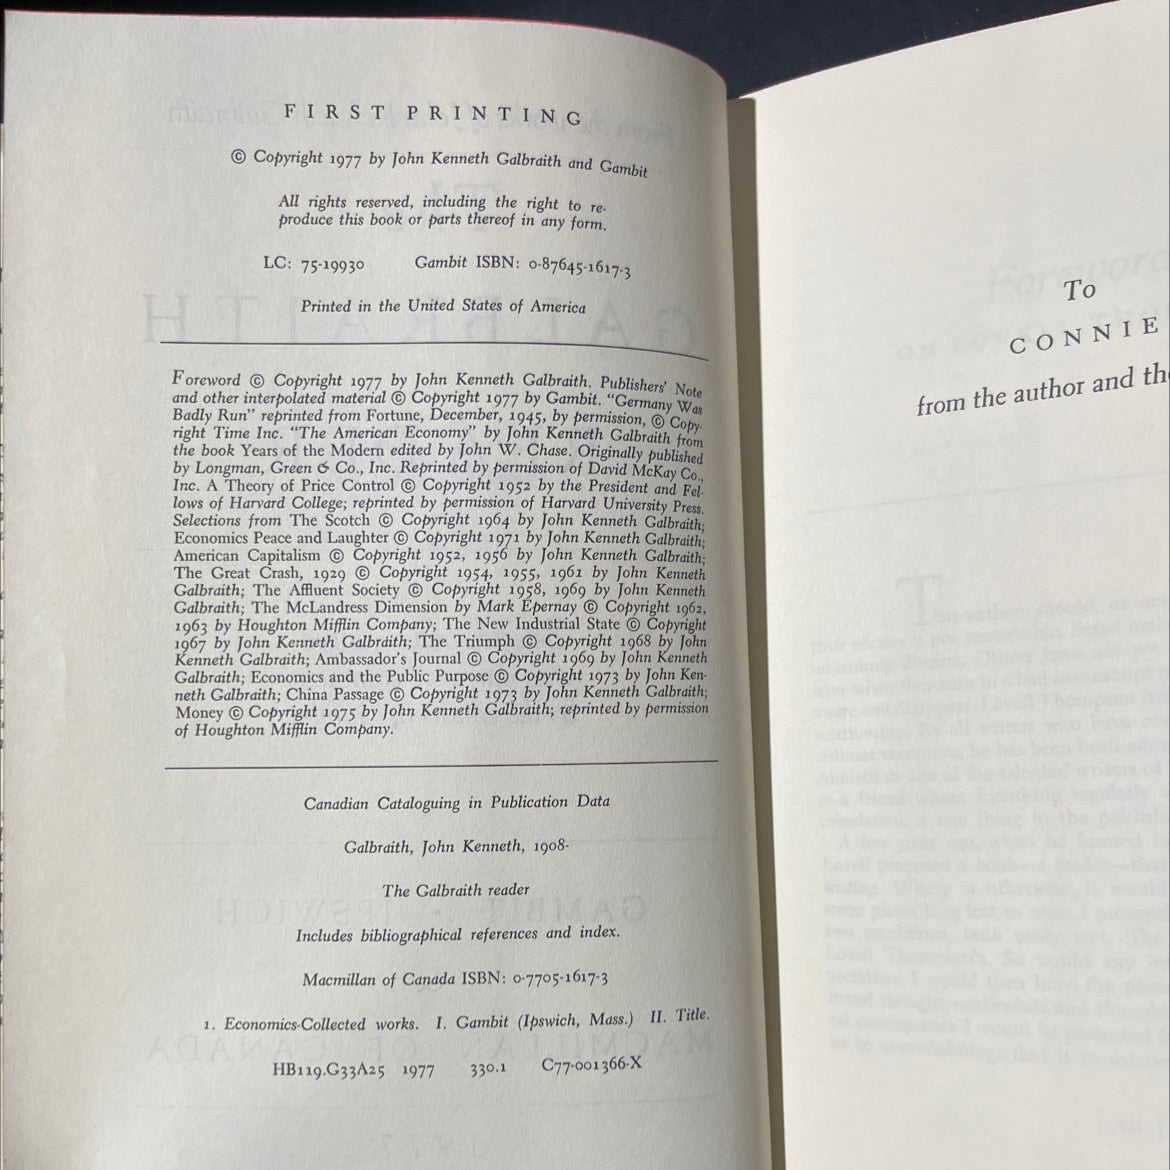 FIRST PRINTING
© Copyright 1977 by John Kenneth Galbraith and Gambit
All rights reserved, including the right to re-
produce this book or parts thereof in any form.
LC: 75-19930 Gambit ISBN: 0-87645-1617-3
Printed in the United States of America
Foreword © Copyright 1977 by John Kenneth Galbraith. Publishers' Note
and other interpolated material © Copyright 1977 by Gambit. "Germany Was
Badly Run" reprinted from Fortune, December, 1945, by permission, © Copy-
right Time Inc. "The American Economy" by John Kenneth Galbraith from
the book Years of the Modern edited by John W. Chase. Originally published
by Longman, Green & Co., Inc. Reprinted by permission of David McKay Co.,
Inc. A Theory of Price Control © Copyright 1952 by the President and Fel-
lows of Harvard College; reprinted by permission of Harvard University Press.
Selections from The Scotch © Copyright 1964 by John Kenneth Galbraith;
Economics Peace and Laughter © Copyright 1971 by John Kenneth Galbraith;
American Capitalism © Copyright 1952, 1956 by John Kenneth Galbraith;
The Great Crash, 1929 © Copyright 1954, 1955, 1961 by John Kenneth
Galbraith; The Affluent Society © Copyright 1958, 1969 by John Kenneth
Galbraith; The McLandress Dimension by Mark Epernay © Copyright 1962,
1963 by Houghton Mifflin Company; The New Industrial State © Copyright
1967 by John Kenneth Galbraith; The Triumph © Copyright 1968 by John
Kenneth Galbraith; Ambassador's Journal © Copyright 1969 by John Kenneth
Galbraith; Economics and the Public Purpose © Copyright 1973 by John Ken-
neth Galbraith; China Passage © Copyright 1973 by John Kenneth Galbraith;
Money © Copyright 1975 by John Kenneth Galbraith; reprinted by permission
of Houghton Mifflin Company.
Canadian Cataloguing in Publication Data
Galbraith, John Kenneth, 1908-
The Galbraith reader
Includes bibliographical references and index.
Macmillan of Canada ISBN: 0-7705-1617-3
1. Economics-Collected works. I. Gambit (Ipswich, Mass.) II. Title.
HB119.G33A25 1977 330.1 C77-001366-X
To
CONNIE
from the author and the